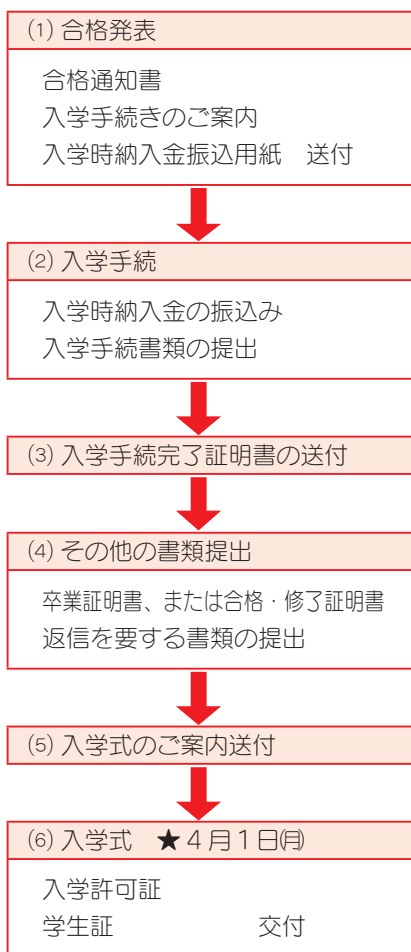 (1) 合格発表
合格通知書
入学手続きのご案内
入学時納入金振込用紙　送付
(2) 入学手続
入学時納入金の振込み
入学手続書類の提出
(3) 入学手続完了証明書の送付
(4) その他の書類提出
卒業証明書、または合格・修了証明書
返信を要する書類の提出
(5) 入学式のご案内送付
(6) 入学式　★４月１日㈪
入学許可証
学生証　　　　　　交付